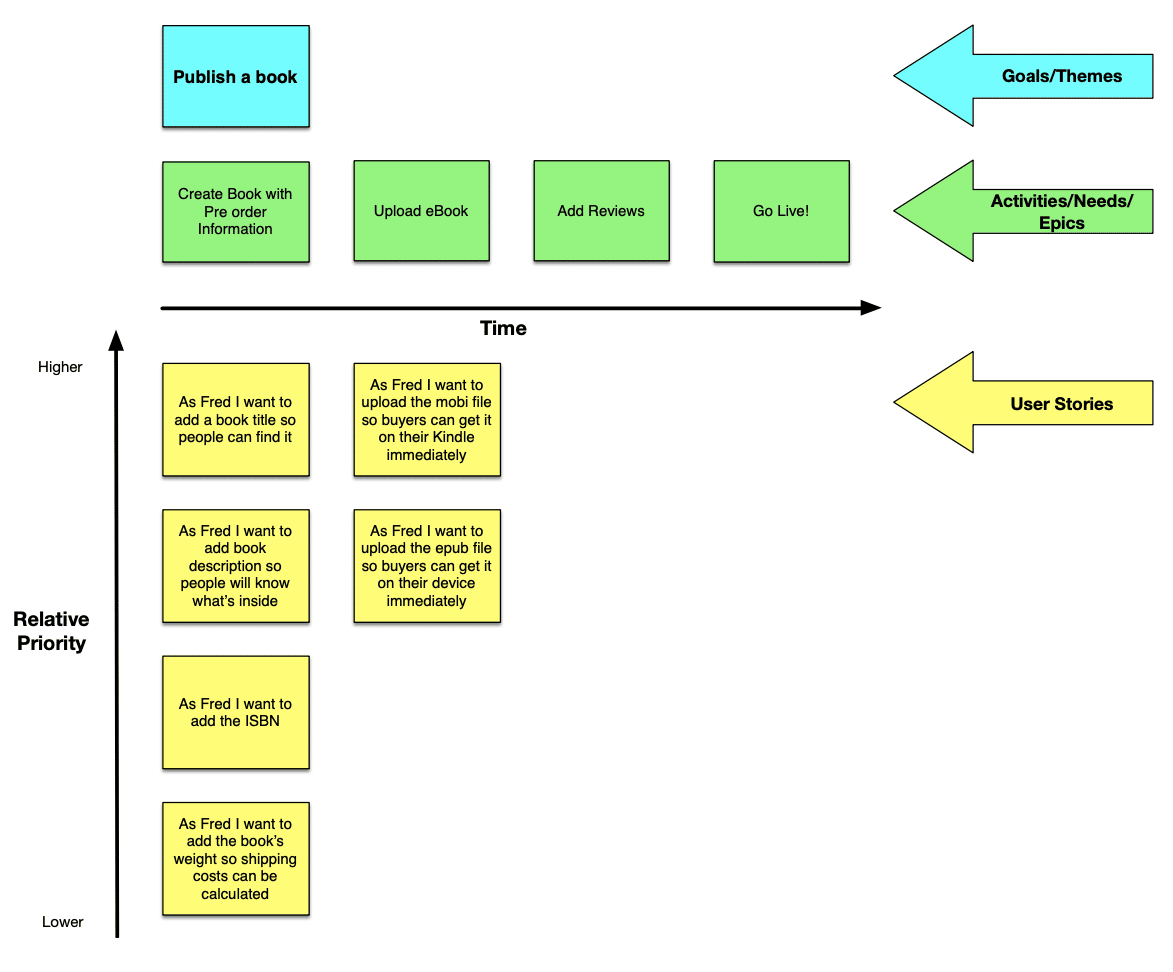 Publish a book
Goals/Themes
Create Book with
Pre order
Information
Upload eBook
Add Reviews
Go Live!
Activities/Needs/
Epics
Time
Higher
As Fred I want to
add a book title so
people can find it
As Fred I want to
upload the mobi file
so buyers can get it
on their Kindle
immediately
User Stories
As Fred I want to
add book
description so
people will know
what's inside
As Fred I want to
upload the epub file
so buyers can get it
on their device
immediately
Relative
Priority
As Fred I want to
add the ISBN
As Fred I want to
add the book's
weight so shipping
costs can be
calculated
Lower